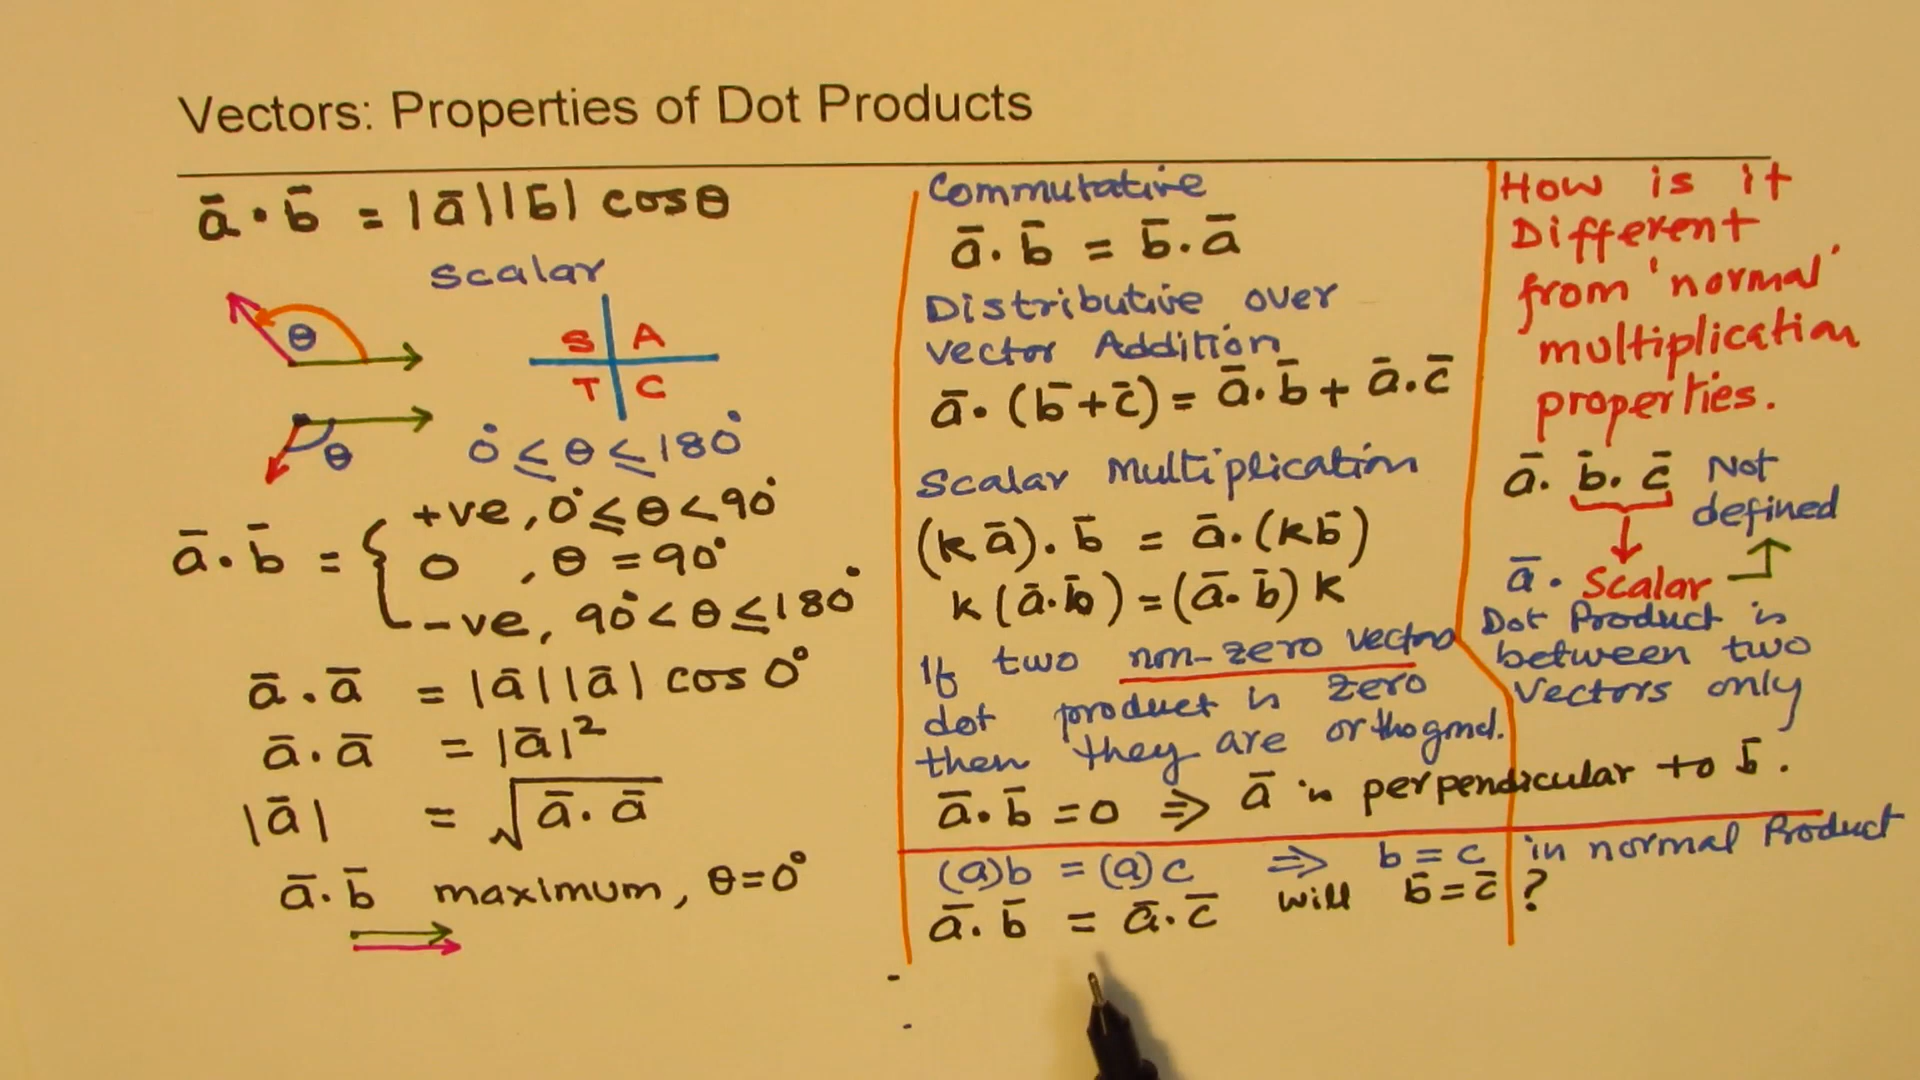 Vectors: Properties of Dot Products
ā · b̄ = |ā||b̄| cosθ
Scalar
θ
S A
T C
θ
0° ≤ θ ≤ 180°
ā · b̄ = { +ve, 0° ≤ θ < 90°
0 , θ = 90°
-ve, 90° < θ ≤ 180°
ā · ā = |ā||ā| cos 0°
ā · ā = |ā|²
|ā| = √(ā · ā)
ā · b̄ maximum, θ = 0°
Commutative
ā · b̄ = b̄ · ā
Distributive over
vector Addition
ā · (b̄ + c̄) = ā · b̄ + ā · c̄
Scalar Multiplication
(k ā) · b̄ = ā · (k b̄)
k (ā · b̄) = (ā · b̄) k
If two non-zero vectors
dot product is zero
then they are orthogonal.
ā · b̄ = 0 ⇒ ā is perpendicular to b̄.
(a)b = (a)c ⇒ b = c in normal Product
ā · b̄ = ā · c̄ will b̄ = c̄ ?
How is it
Different
from 'normal'
multiplication
properties.
ā · b̄ · c̄ Not
defined
ā · Scalar
Dot Product is
between two
Vectors only